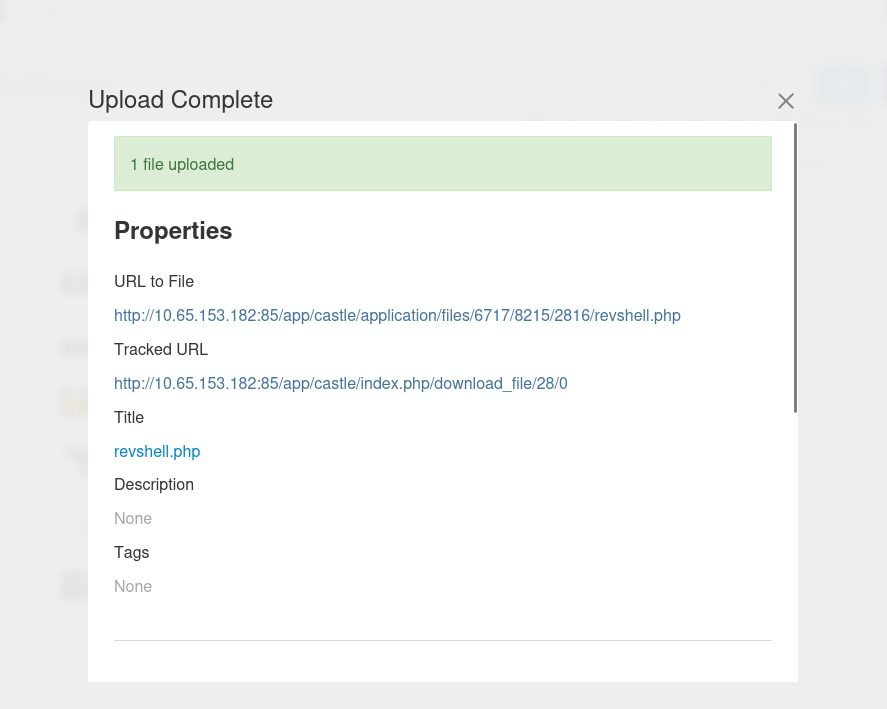 Upload Complete
1 file uploaded
Properties
URL to File
http://10.65.153.182:85/app/castle/application/files/6717/8215/2816/revshell.php
Tracked URL
http://10.65.153.182:85/app/castle/index.php/download_file/28/0
Title
revshell.php
Description
None
Tags
None